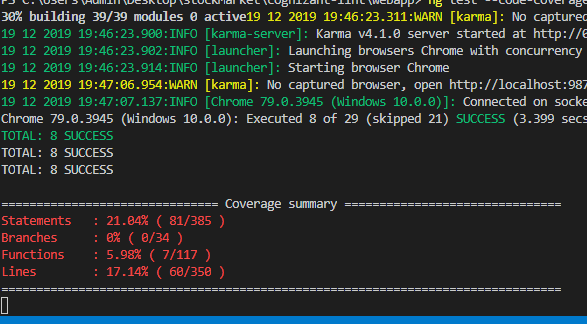 PS C:\Users\Admin\Desktop\StockMarket\cognizant-iiht\webapp> ng test --code-coverage
30% building 39/39 modules 0 active19 12 2019 19:46:23.311:WARN [karma]: No captured
19 12 2019 19:46:23.900:INFO [karma-server]: Karma v4.1.0 server started at http://0
19 12 2019 19:46:23.902:INFO [launcher]: Launching browsers Chrome with concurrency
19 12 2019 19:46:23.914:INFO [launcher]: Starting browser Chrome
19 12 2019 19:47:06.954:WARN [karma]: No captured browser, open http://localhost:987
19 12 2019 19:47:07.137:INFO [Chrome 79.0.3945 (Windows 10.0.0)]: Connected on socke
Chrome 79.0.3945 (Windows 10.0.0): Executed 8 of 29 (skipped 21) SUCCESS (3.399 secs
TOTAL: 8 SUCCESS
TOTAL: 8 SUCCESS
TOTAL: 8 SUCCESS
=============================== Coverage summary ===============================
Statements : 21.04% ( 81/385 )
Branches : 0% ( 0/34 )
Functions : 5.98% ( 7/117 )
Lines : 17.14% ( 60/350 )
================================================================================